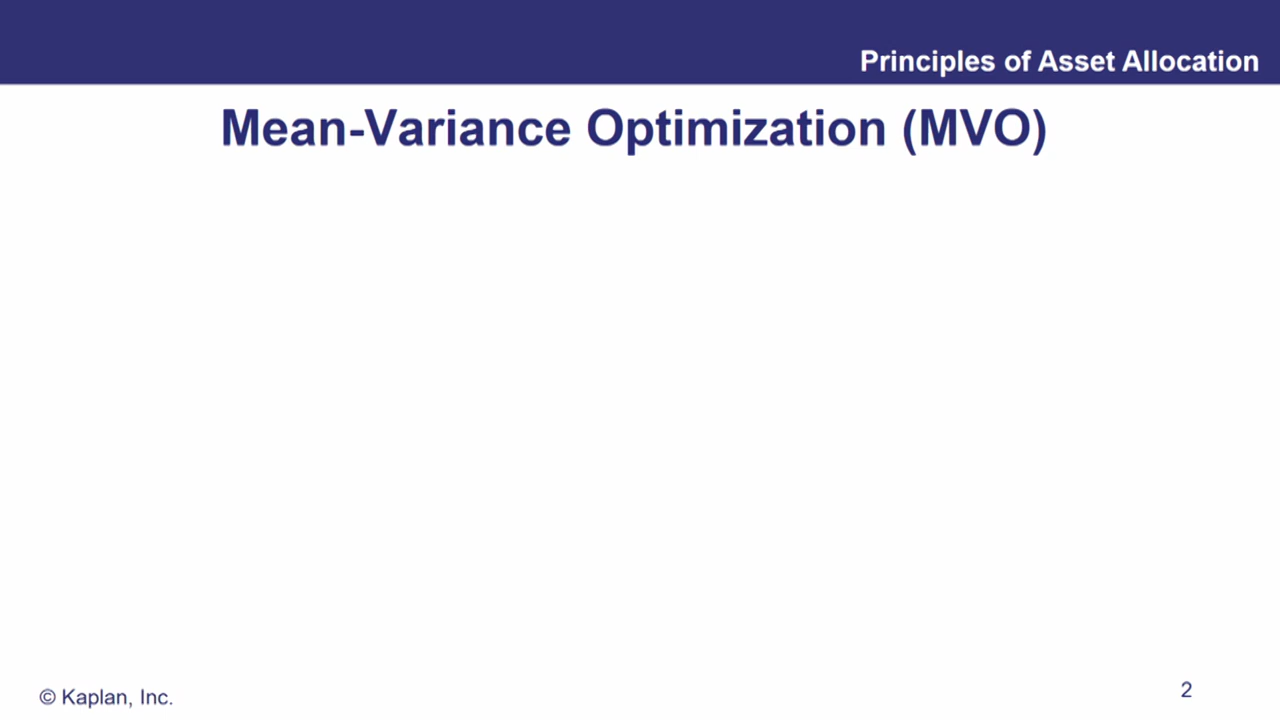 Principles of Asset Allocation
Mean-Variance Optimization (MVO)
© Kaplan, Inc.
2